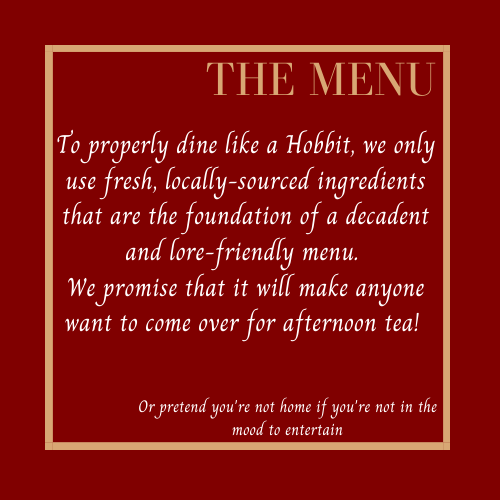 THE MENU
To properly dine like a Hobbit, we only
use fresh, locally-sourced ingredients
that are the foundation of a decadent
and lore-friendly menu.
We promise that it will make anyone
want to come over for afternoon tea!
Or pretend you're not home if you're not in the
mood to entertain